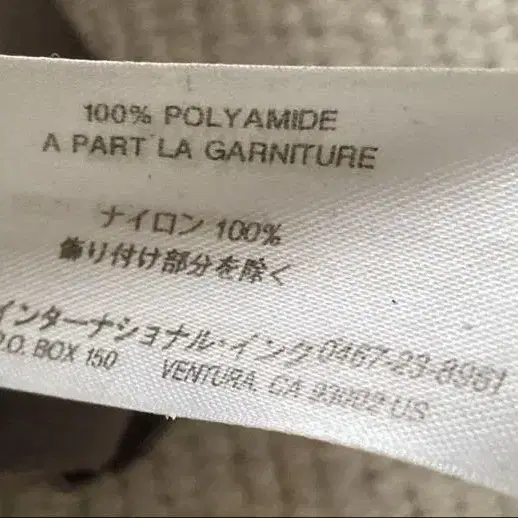 100% POLYAMIDE
A PART LA GARNITURE
ナイロン 100%
飾り付け部分を除く
インターナショナル・インク 0467-23-8961
P.O. BOX 150 VENTURA, CA 93002 US